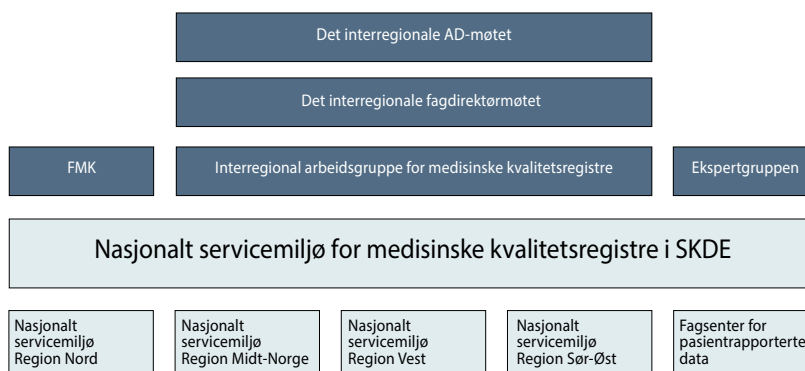 Det interregionale AD-møtet
Det interregionale fagdirektørmøtet
FMK
Interregional arbeidsgruppe for medisinske kvalitetsregistre
Ekspertgruppen
Nasjonalt servicemiljø for medisinske kvalitetsregistre i SKDE
Nasjonalt
servicemiljø
Region Nord
Nasjonalt
servicemiljø
Region Midt-Norge
Nasjonalt
servicemiljø
Region Vest
Nasjonalt
servicemiljø
Region Sør-Øst
Fagsenter for
pasientrapporterte
data